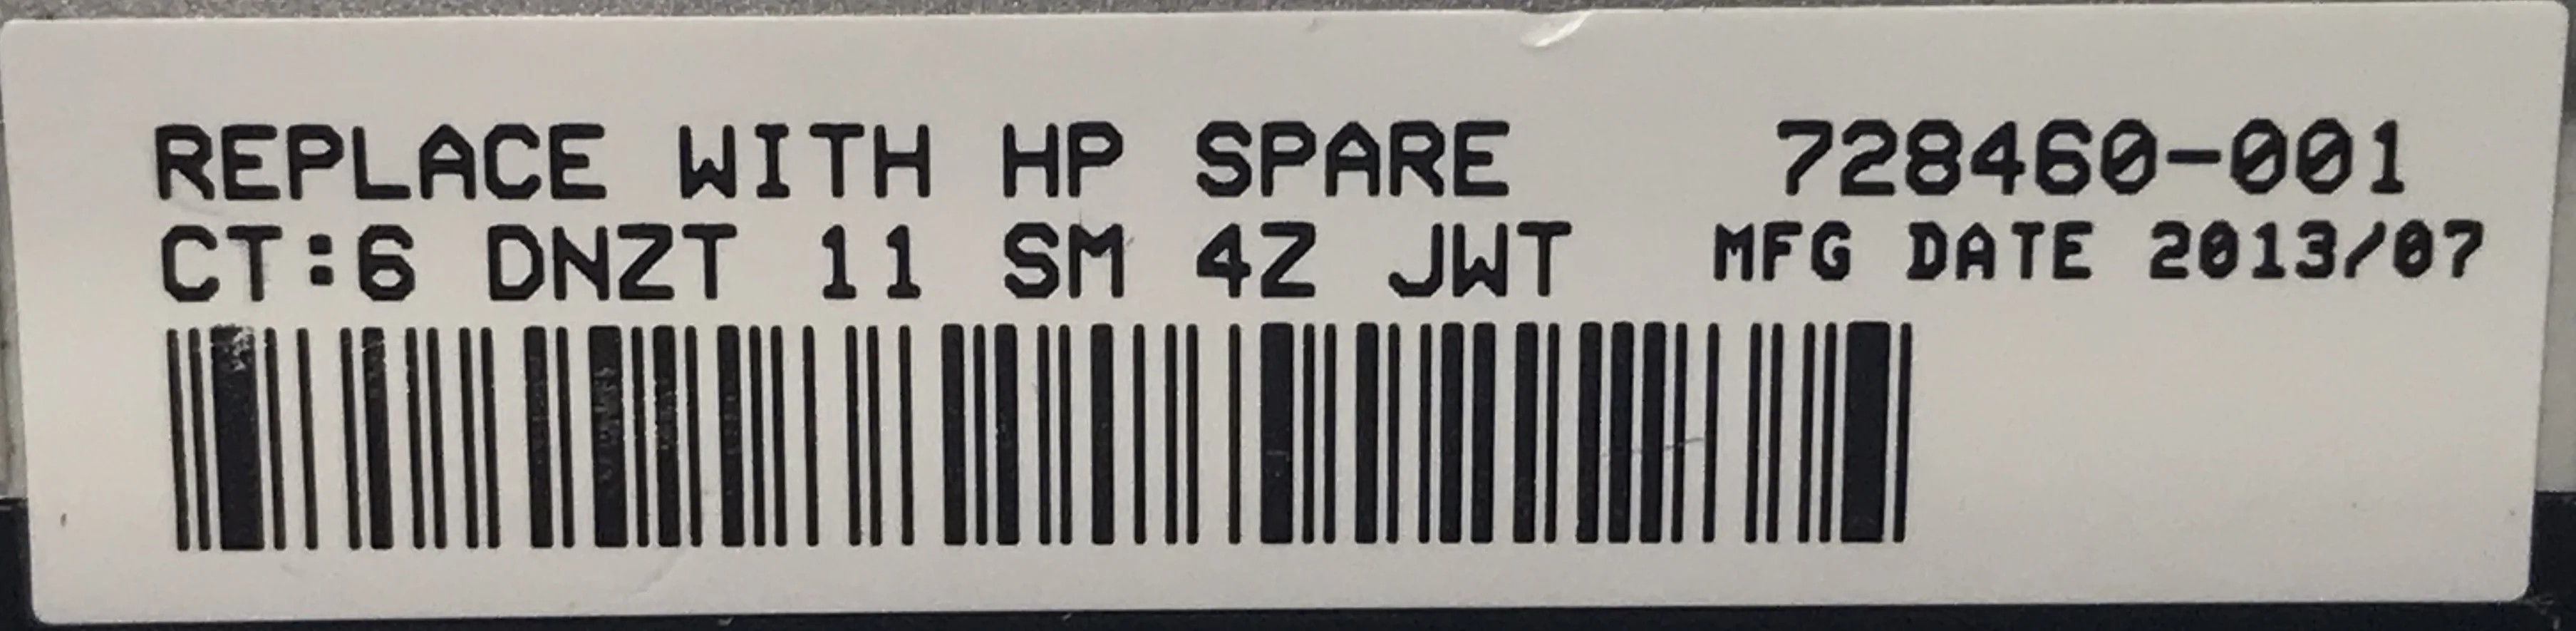 REPLACE WITH HP SPARE 728460-001
CT:6 DNZT 11 SM 4Z JWT MFG DATE 2013/07